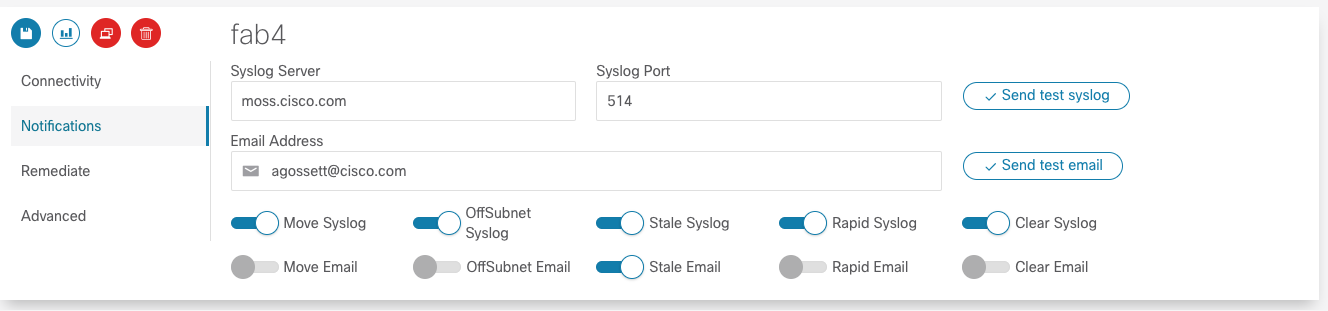 fab4
Connectivity
Notifications
Remediate
Advanced
Syslog Server
Syslog Port
moss.cisco.com
514
Send test syslog
Email Address
agossett@cisco.com
Send test email
Move Syslog
OffSubnet
Syslog
Stale Syslog
Rapid Syslog
Clear Syslog
Move Email
OffSubnet Email
Stale Email
Rapid Email
Clear Email